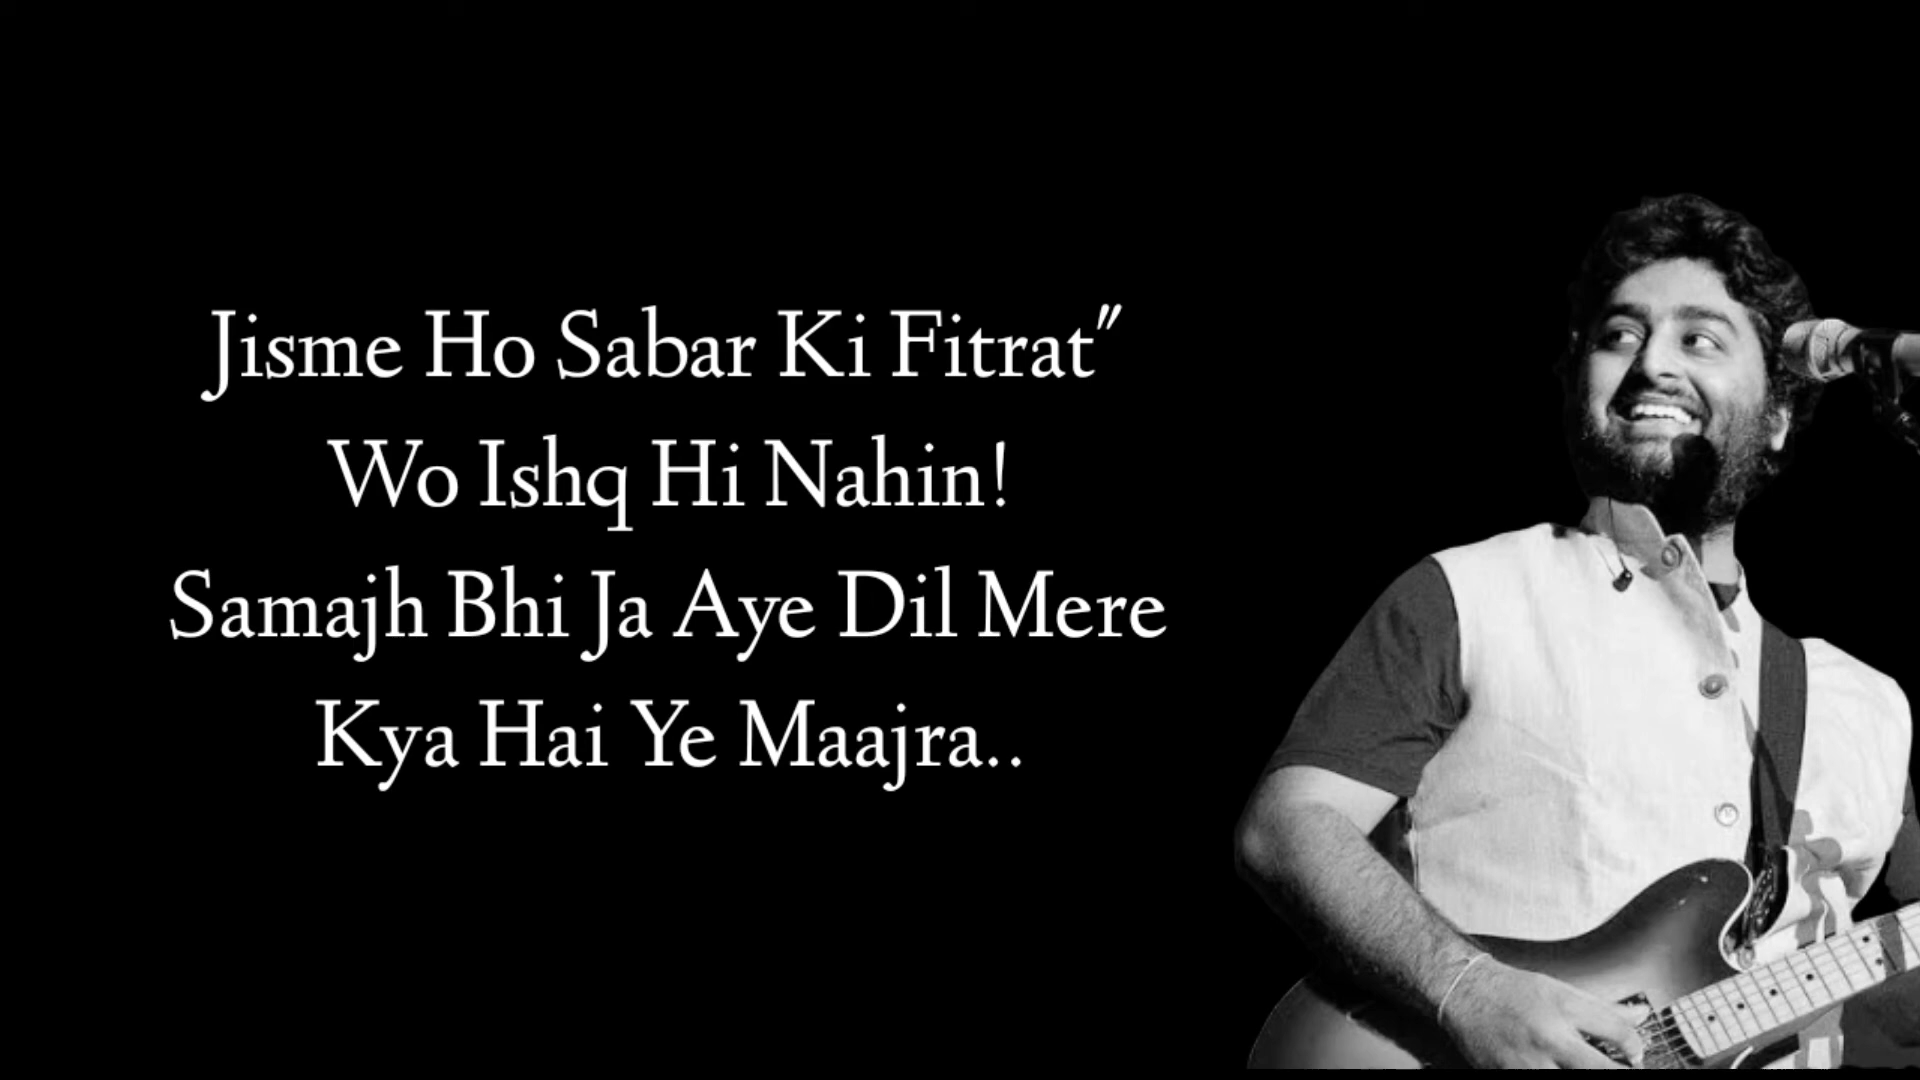 Jisme Ho Sabar Ki Fitrat"
Wo Ishq Hi Nahin!
Samajh Bhi Ja Aye Dil Mere
Kya Hai Ye Maajra..